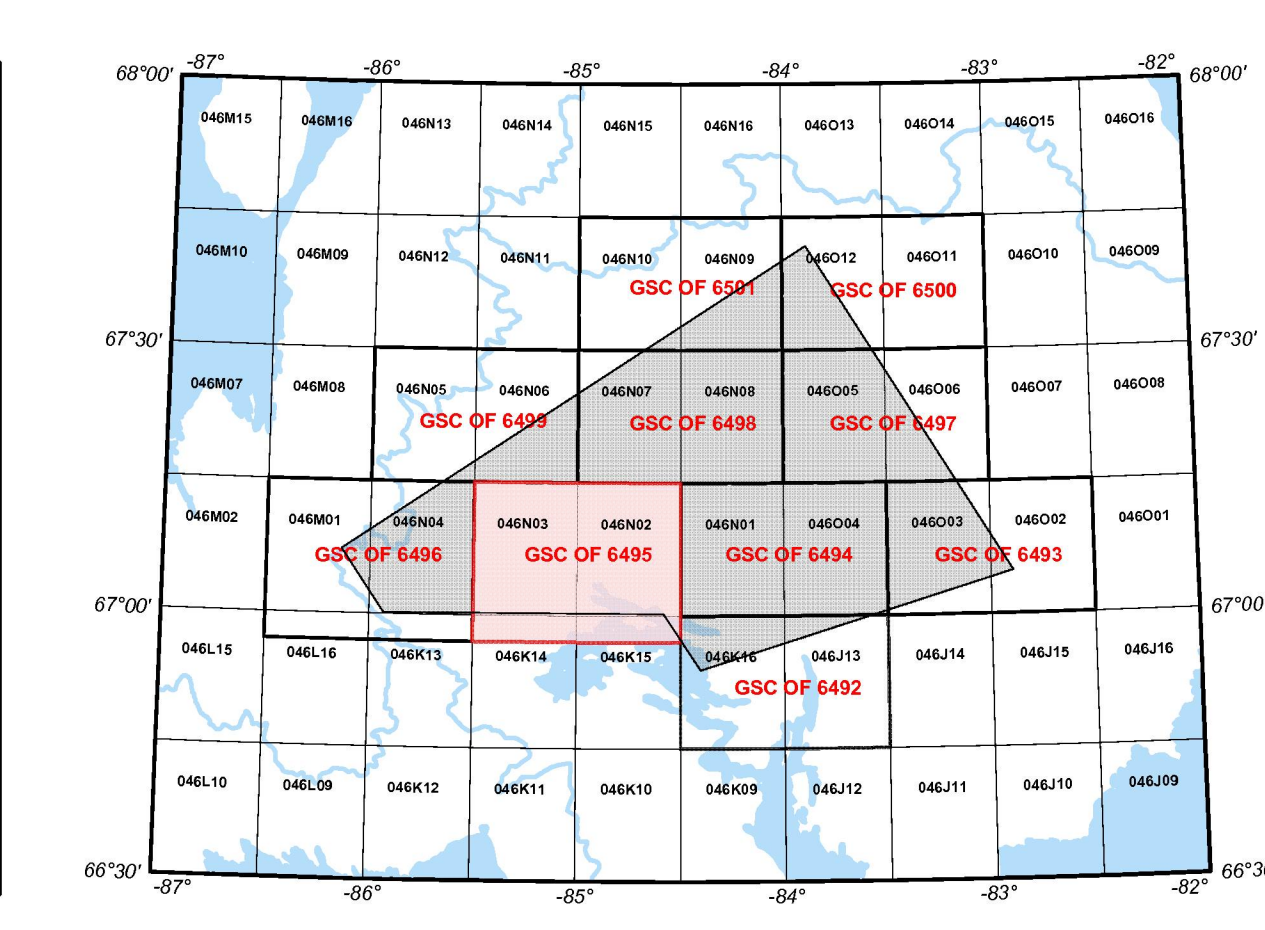 -87° -86° -85° -84° -83° -82°
68°00' 68°00'
046M15 046M16 046N13 046N14 046N15 046N16 046O13 046O14 046O15 046O16
046M10 046M09 046N12 046N11 046N10 046N09 046O12 046O11 046O10 046O09
GSC OF 6501 GSC OF 6500
67°30' 67°30'
046M07 046M08 046N05 046N06 046N07 046N08 046O05 046O06 046O07 046O08
GSC OF 6499 GSC OF 6498 GSC OF 6497
046M02 046M01 046N04 046N03 046N02 046N01 046O04 046O03 046O02 046O01
GSC OF 6496 GSC OF 6495 GSC OF 6494 GSC OF 6493
67°00' 67°00
046L15 046L16 046K13 046K14 046K15 046K16 046J13 046J14 046J15 046J16
GSC OF 6492
046L10 046L09 046K12 046K11 046K10 046K09 046J12 046J11 046J10 046J09
66°30' 66°3
-87° -86° -85° -84° -83° -82°